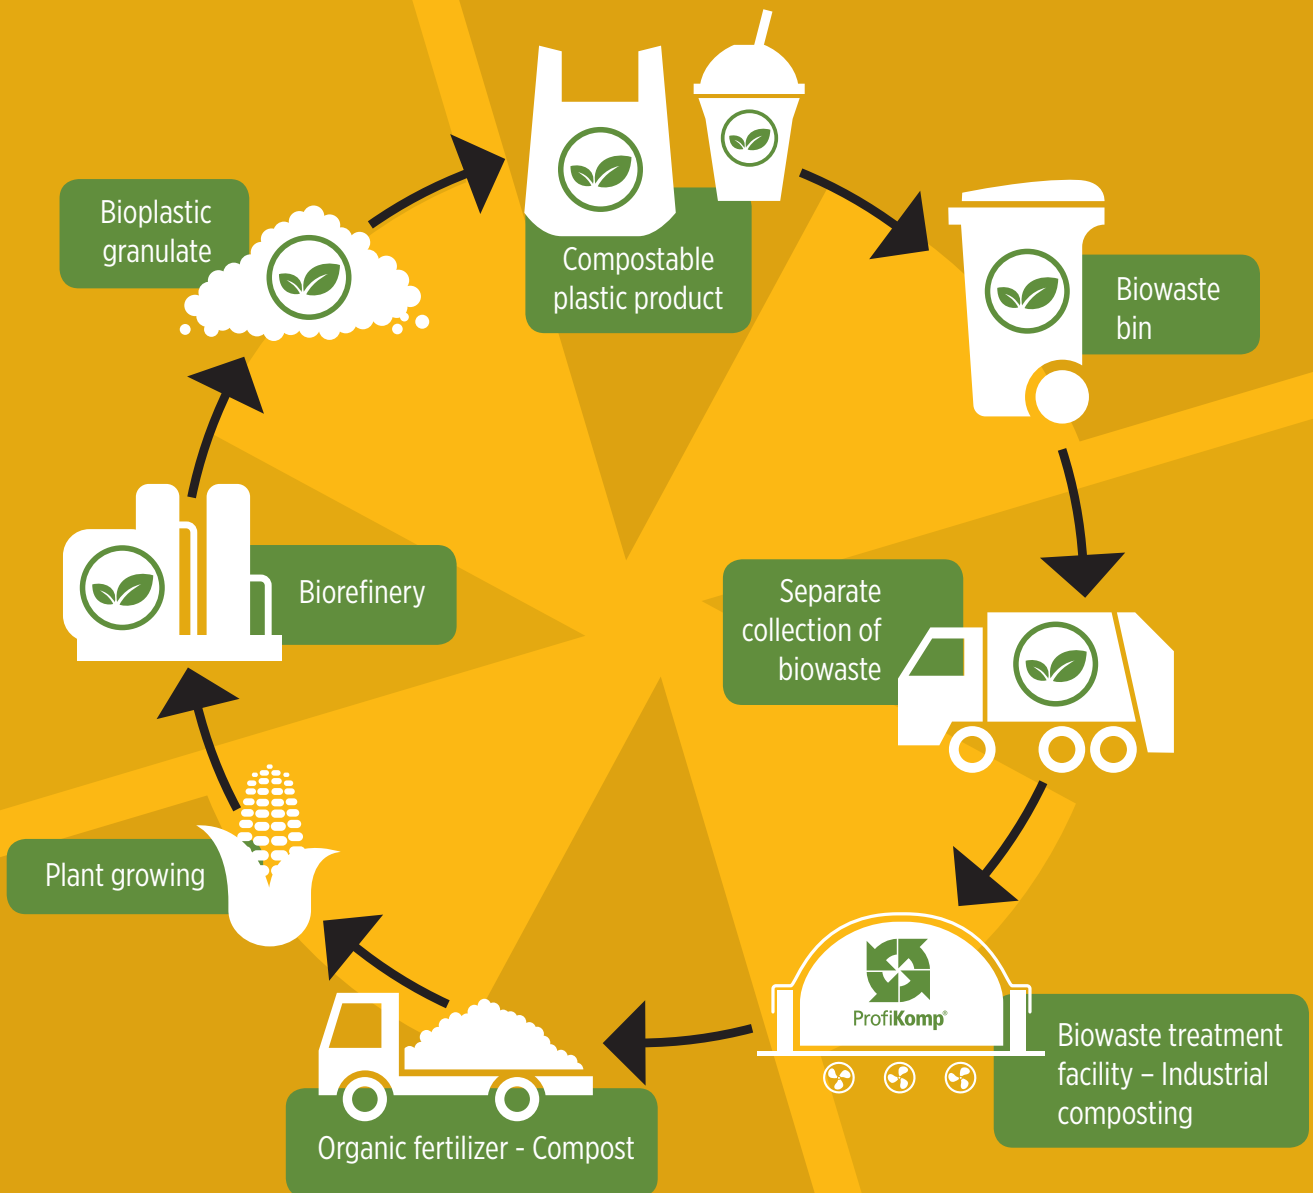 Bioplastic
granulate
Compostable
plastic product
Biowaste
bin
Biorefinery
Separate
collection of
biowaste
Plant growing
ProfiKomp®
Biowaste treatment
facility – Industrial
composting
Organic fertilizer - Compost